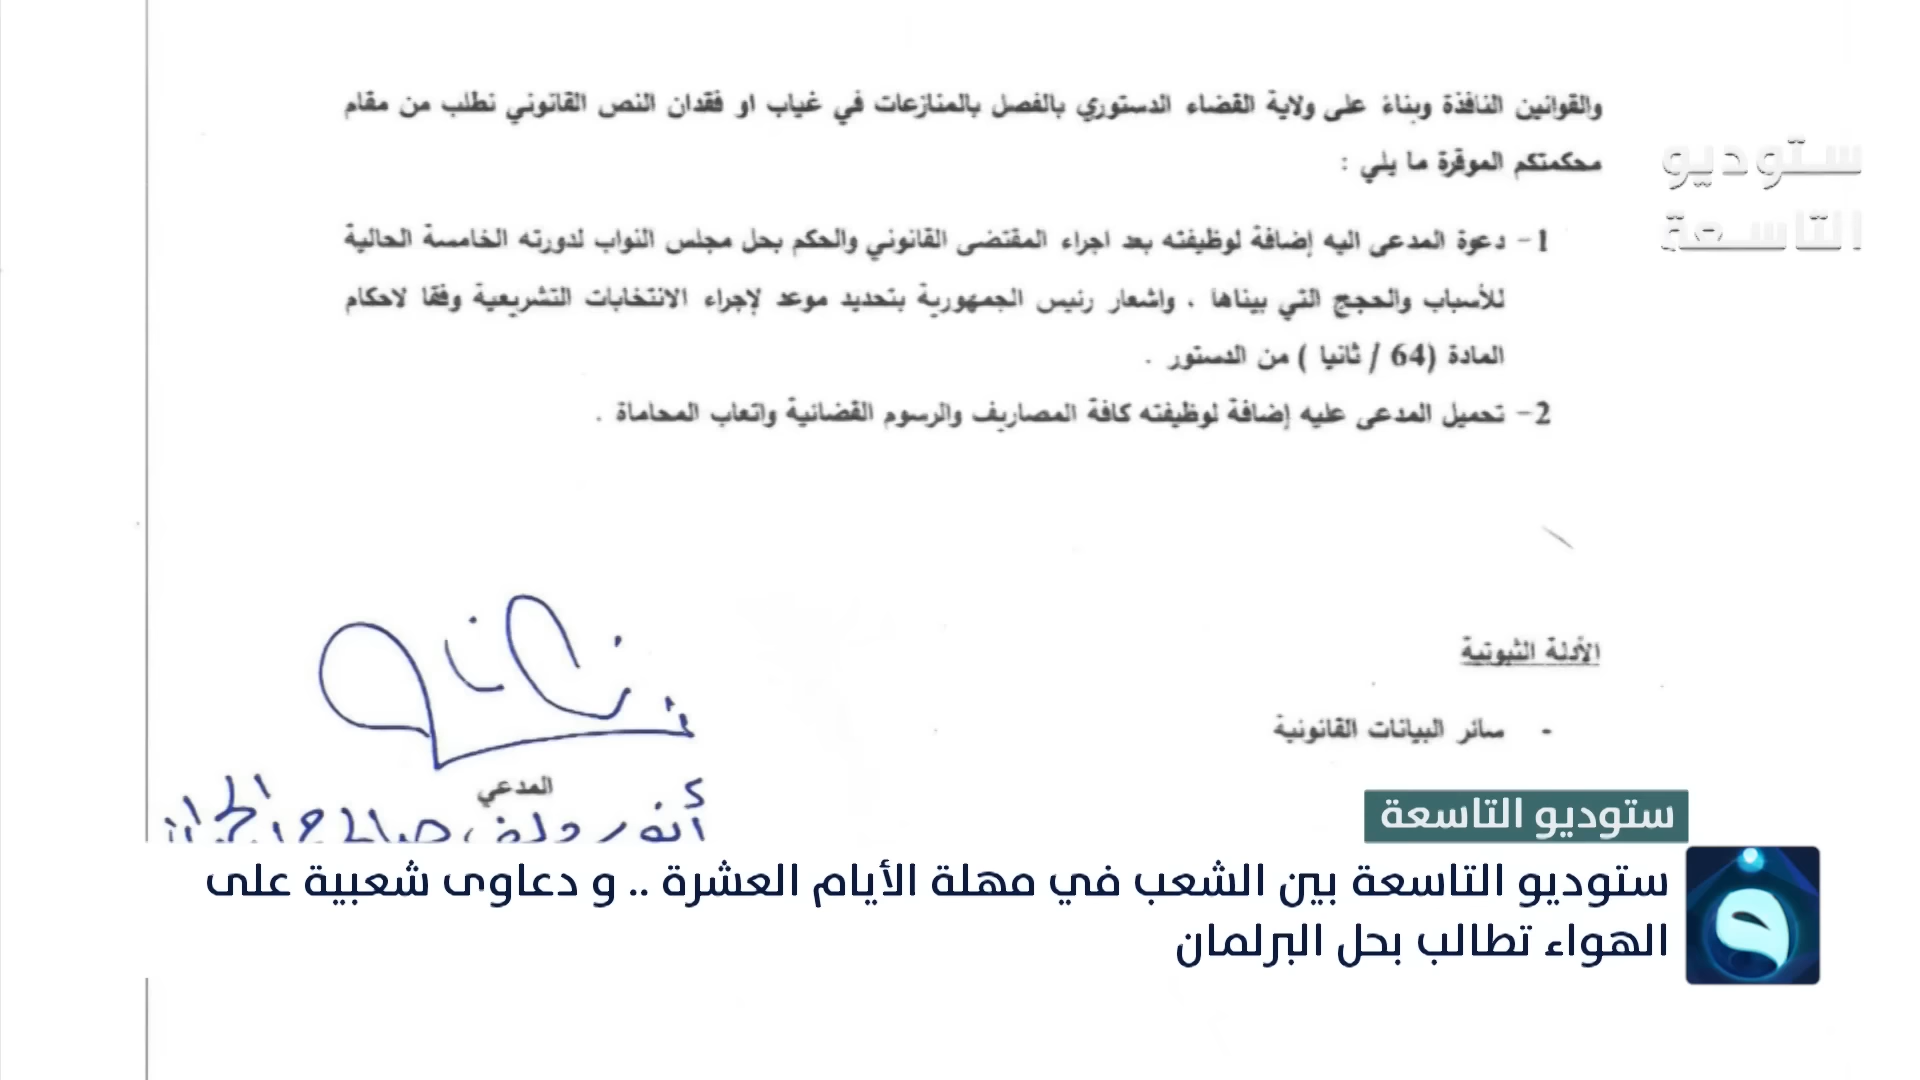 والقوانين النافذة وبناءً على ولاية القضاء الدستوري بالفصل بالمنازعات في غياب او فقدان النص القانوني نطلب من مقام
محكمتكم الموقرة ما يلي :
ستوديو
التاسعة
1- دعوة المدعى اليه إضافة لوظيفته بعد اجراء المقتضى القانوني والحكم بحل مجلس النواب لدورته الخامسة الحالية
للأسباب والحجج التي بيناها . واشعار رئيس الجمهورية بتحديد موعد لإجراء الانتخابات التشريعية وفقا لاحكام
المادة (64 / ثانيا ) من الدستور .
2- تحميل المدعى عليه إضافة لوظيفته كافة المصاريف والرسوم القضائية واتعاب المحاماة .
الأدلة الثبوتية
- سائر البيانات القانونية
المدعي
ستوديو التاسعة
ستوديو التاسعة بين الشعب في مهلة الأيام العشرة .. و دعاوى شعبية على
الهواء تطالب بحل البرلمان